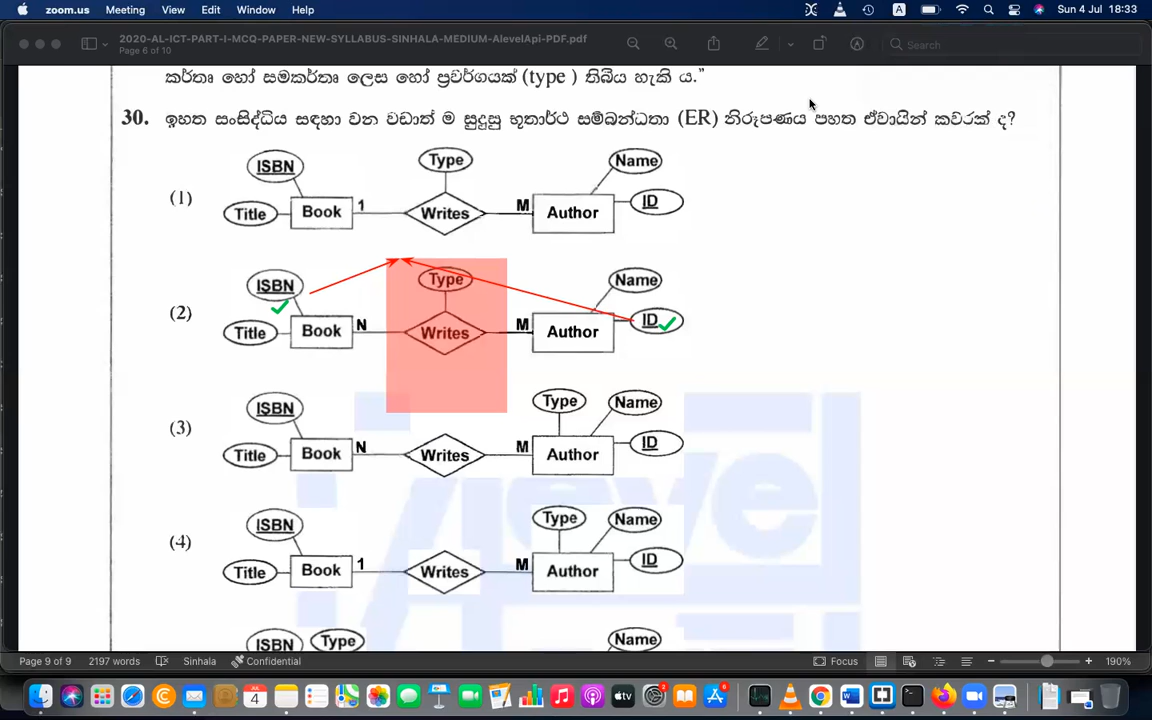 zoom.us Meeting View Edit Window Help A Sun 4 Jul 18:33
2020-AL-ICT-PART-I-MCQ-PAPER-NEW-SYLLABUS-SINHALA-MEDIUM-AlevelApi-PDF.pdf
Page 6 of 10
Search
කර්තෘ හෝ සමකර්තෘ ලෙස හෝ ප්‍රවර්ගයක් (type ) තිබිය හැකි ය."
30. ඉහත සංසිද්ධිය සඳහා වන වඩාත් ම සුදුසු භූතාර්ථ සම්බන්ධතා (ER) නිරූපණය පහත ඒවායින් කවරක් ද?
ISBN Type Name
(1) Title Book 1 Writes M Author ID
ISBN Type Name
(2) Title Book N Writes M Author ID
ISBN Type Name
(3) Title Book N Writes M Author ID
ISBN Type Name
(4) Title Book 1 Writes M Author ID
ISBN Type Name
Alevel
Page 9 of 9 2197 words Sinhala Confidential Focus 190%